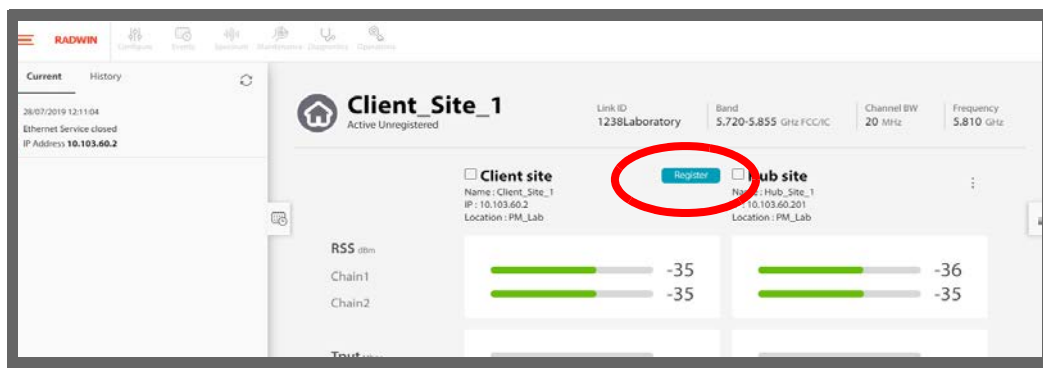 RADWIN
Configure Events Spectrum Maintenance Diagnostics Operations
Current History
28/07/2019 12:11:04
Ethernet Service closed
IP Address 10.103.60.2
Client_Site_1
Active Unregistered
Link ID
1238Laboratory
Band
5.720-5.855 GHz FCC/IC
Channel BW
20 MHz
Frequency
5.810 GHz
Client site
Name : Client_Site_1
IP : 10.103.60.2
Location : PM_Lab
Register
Hub site
Name : Hub_Site_1
: 10.103.60.201
Location : PM_Lab
RSS dBm
Chain1
-35
-36
Chain2
-35
-35
Tput